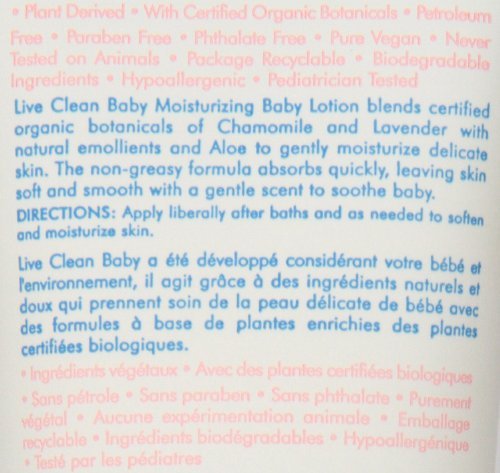 • Plant Derived • With Certified Organic Botanicals • Petroleum
Free • Paraben Free • Phthalate Free • Pure Vegan • Never
Tested on Animals • Package Recyclable • Biodegradable
Ingredients • Hypoallergenic • Pediatrician Tested
Live Clean Baby Moisturizing Baby Lotion blends certified
organic botanicals of Chamomile and Lavender with
natural emollients and Aloe to gently moisturize delicate
skin. The non-greasy formula absorbs quickly, leaving skin
soft and smooth with a gentle scent to soothe baby.
DIRECTIONS: Apply liberally after baths and as needed to soften
and moisturize skin.
Live Clean Baby a été développé considérant votre bébé et
l'environnement, il agit grâce à des ingrédients naturels et
doux qui prennent soin de la peau délicate de bébé avec
des formules à base de plantes enrichies des plantes
certifiées biologiques.
• Ingrédients végétaux • Avec des plantes certifiées biologiques
• Sans pétrole • Sans paraben • Sans phthalate • Purement
végétal • Aucune expérimentation animale • Emballage
recyclable • Ingrédients biodégradables • Hypoallergénique
• Testé par les pédiatres